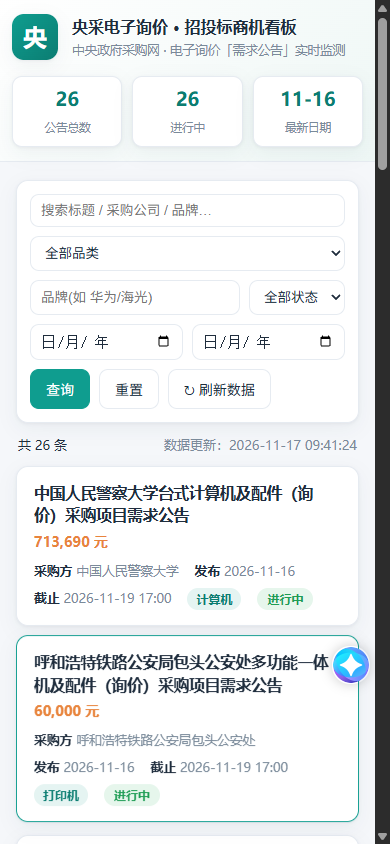 央
央采电子询价 • 招投标商机看板
中央政府采购网 · 电子询价「需求公告」实时监测
26
公告总数
26
进行中
11-16
最新日期
搜索标题 / 采购公司 / 品牌…
全部品类
品牌(如 华为/海光)
全部状态
日/月/ 年
日/月/ 年
查询
重置
↻ 刷新数据
共 26 条
数据更新：2026-11-17 09:41:24
中国人民警察大学台式计算机及配件（询
价）采购项目需求公告
713,690 元
采购方 中国人民警察大学 发布 2026-11-16
截止 2026-11-19 17:00 计算机 进行中
呼和浩特铁路公安局包头公安处多功能一体
机及配件（询价）采购项目需求公告
60,000 元
采购方 呼和浩特铁路公安局包头公安处
发布 2026-11-16 截止 2026-11-19 17:00
打印机 进行中